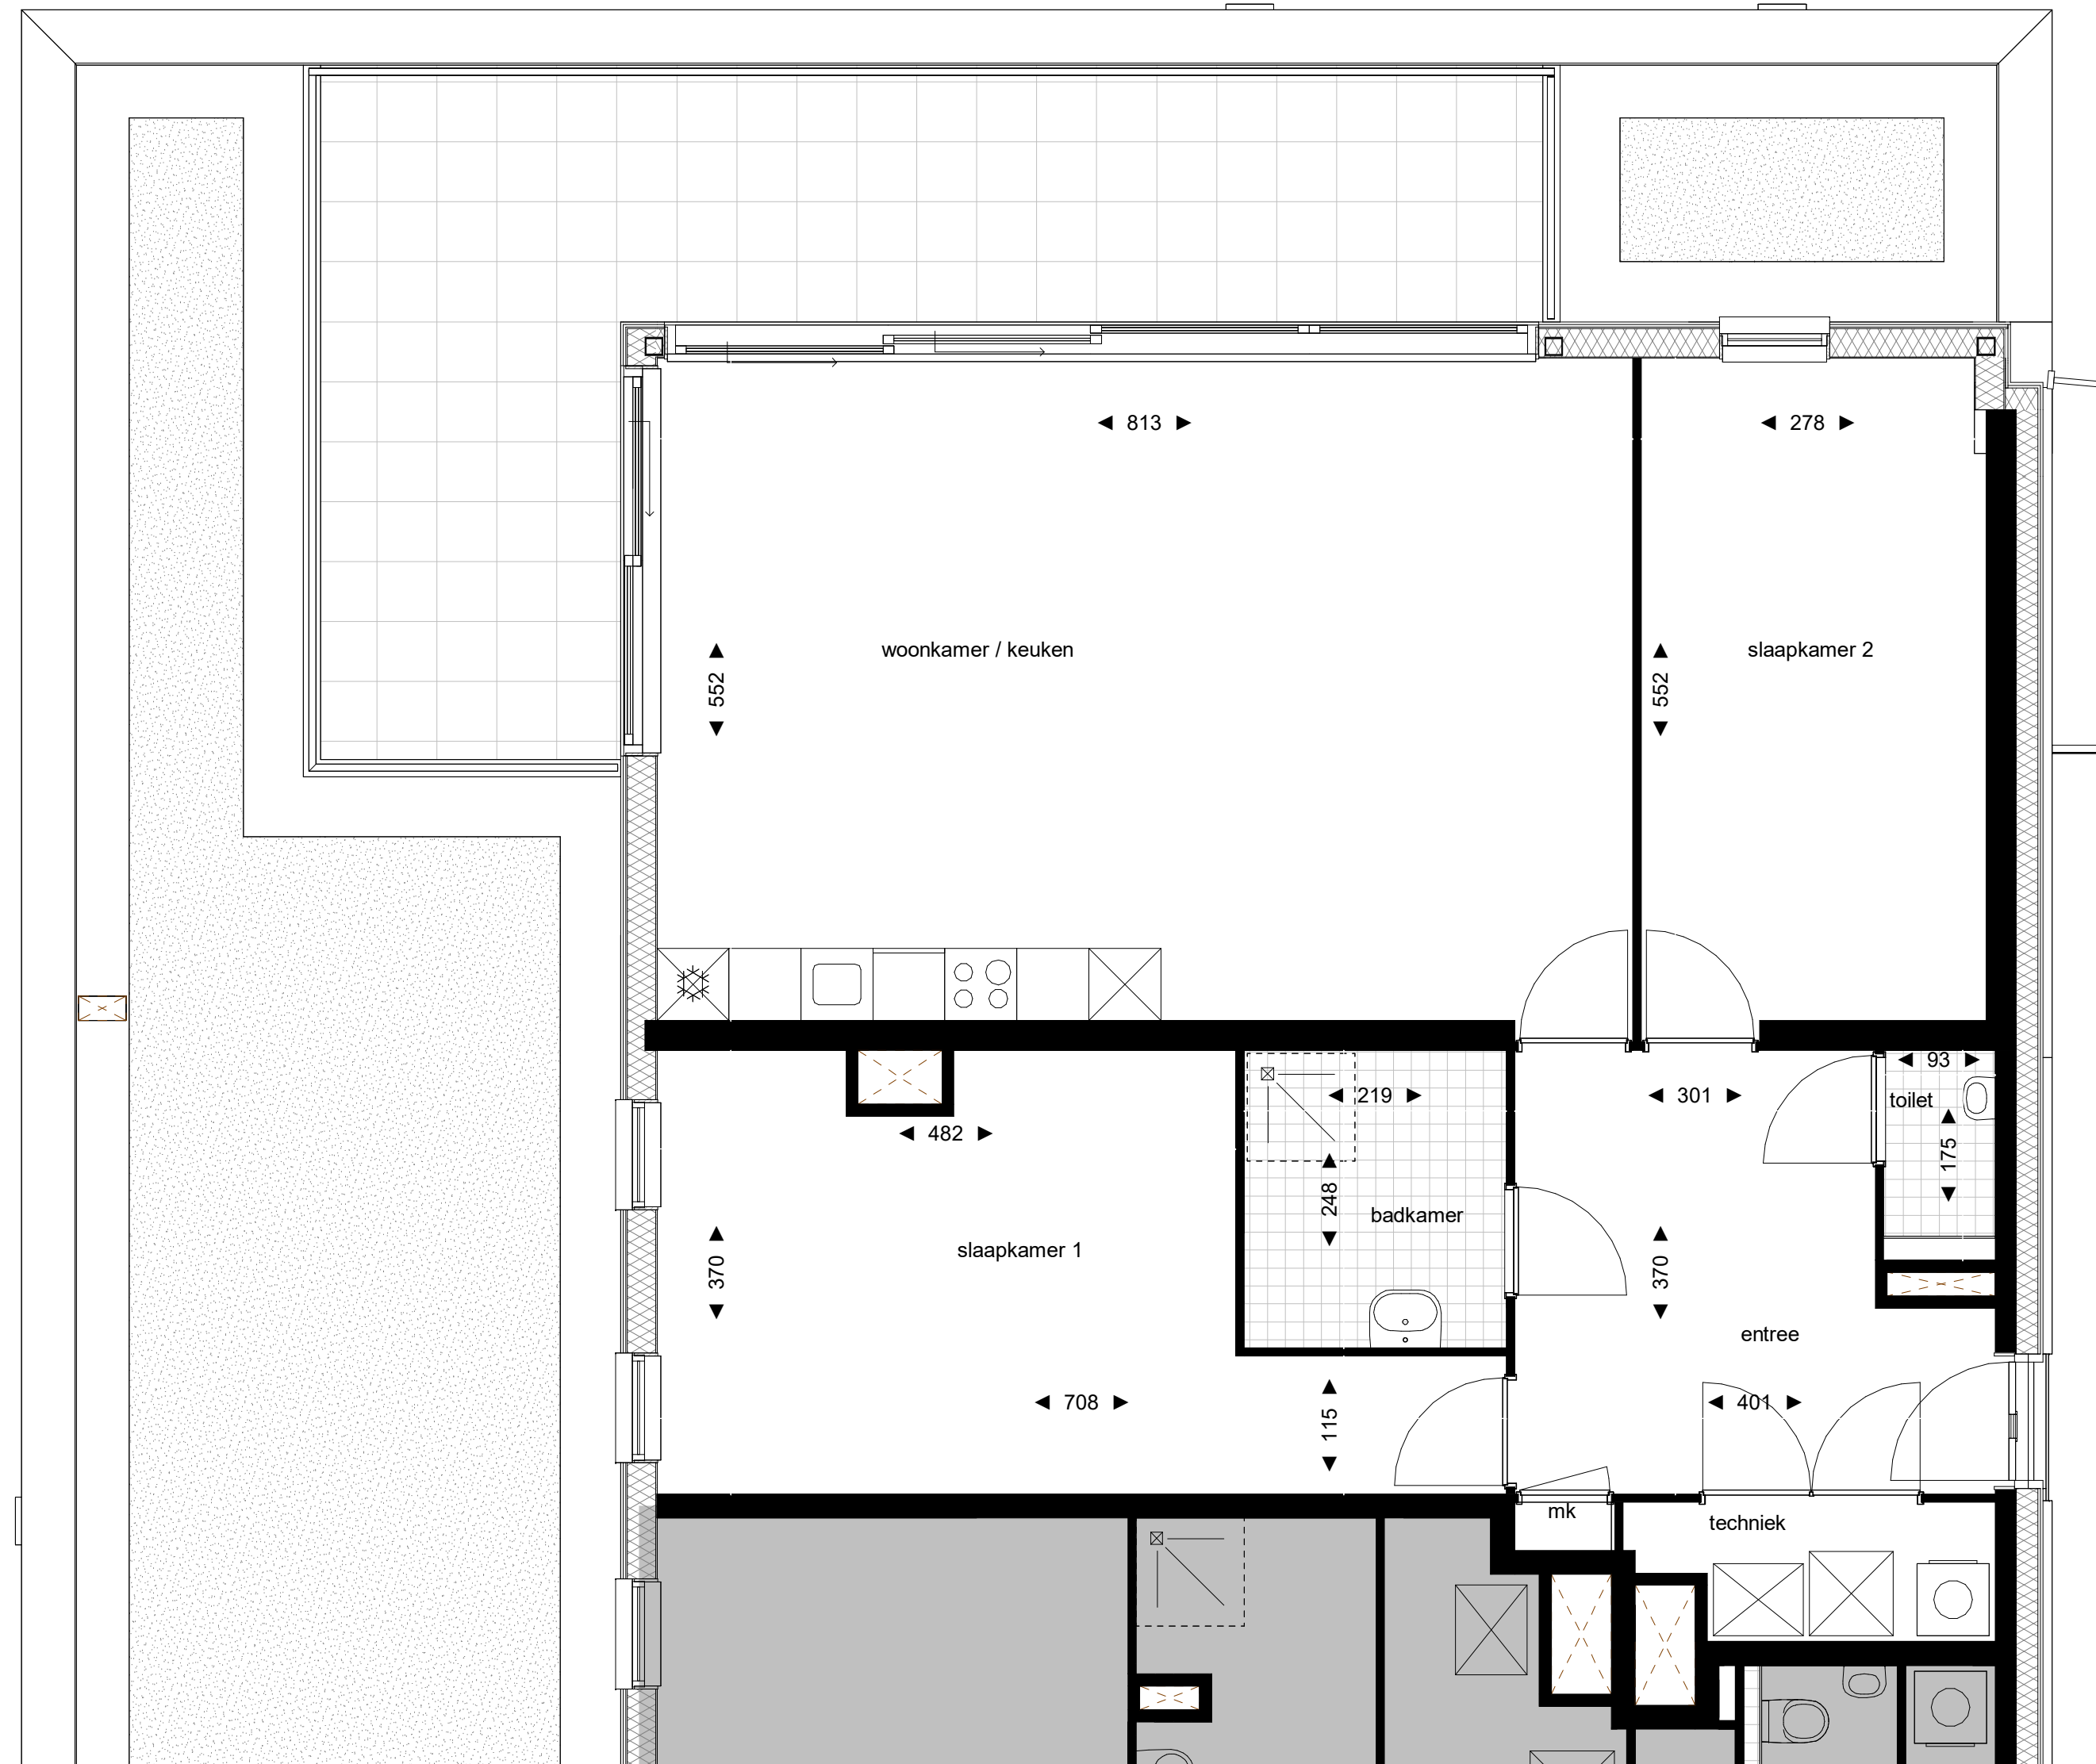 813
278
woonkamer / keuken
slaapkamer 2
552
552
93
219
301
toilet
482
175
248
badkamer
slaapkamer 1
370
370
entree
708
401
115
mk
techniek